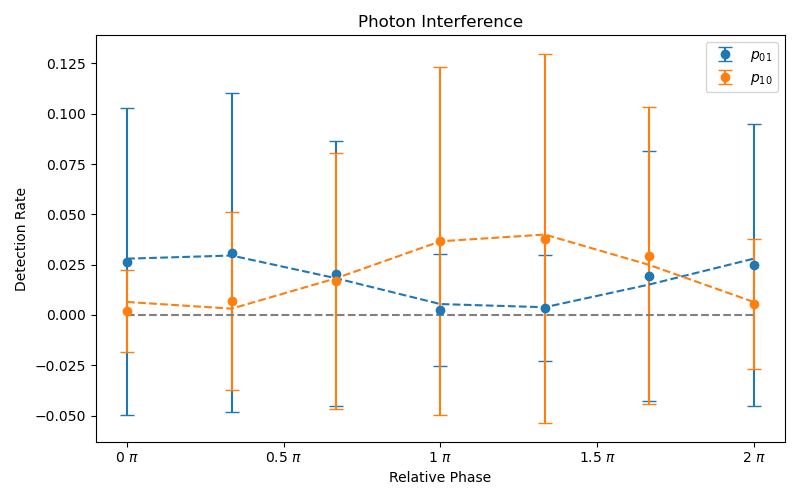 Photon Interference
Detection Rate
0.125
0.100
0.075
0.050
0.025
0.000
−0.025
−0.050
p01
p10
0 π
0.5 π
1 π
1.5 π
2 π
Relative Phase